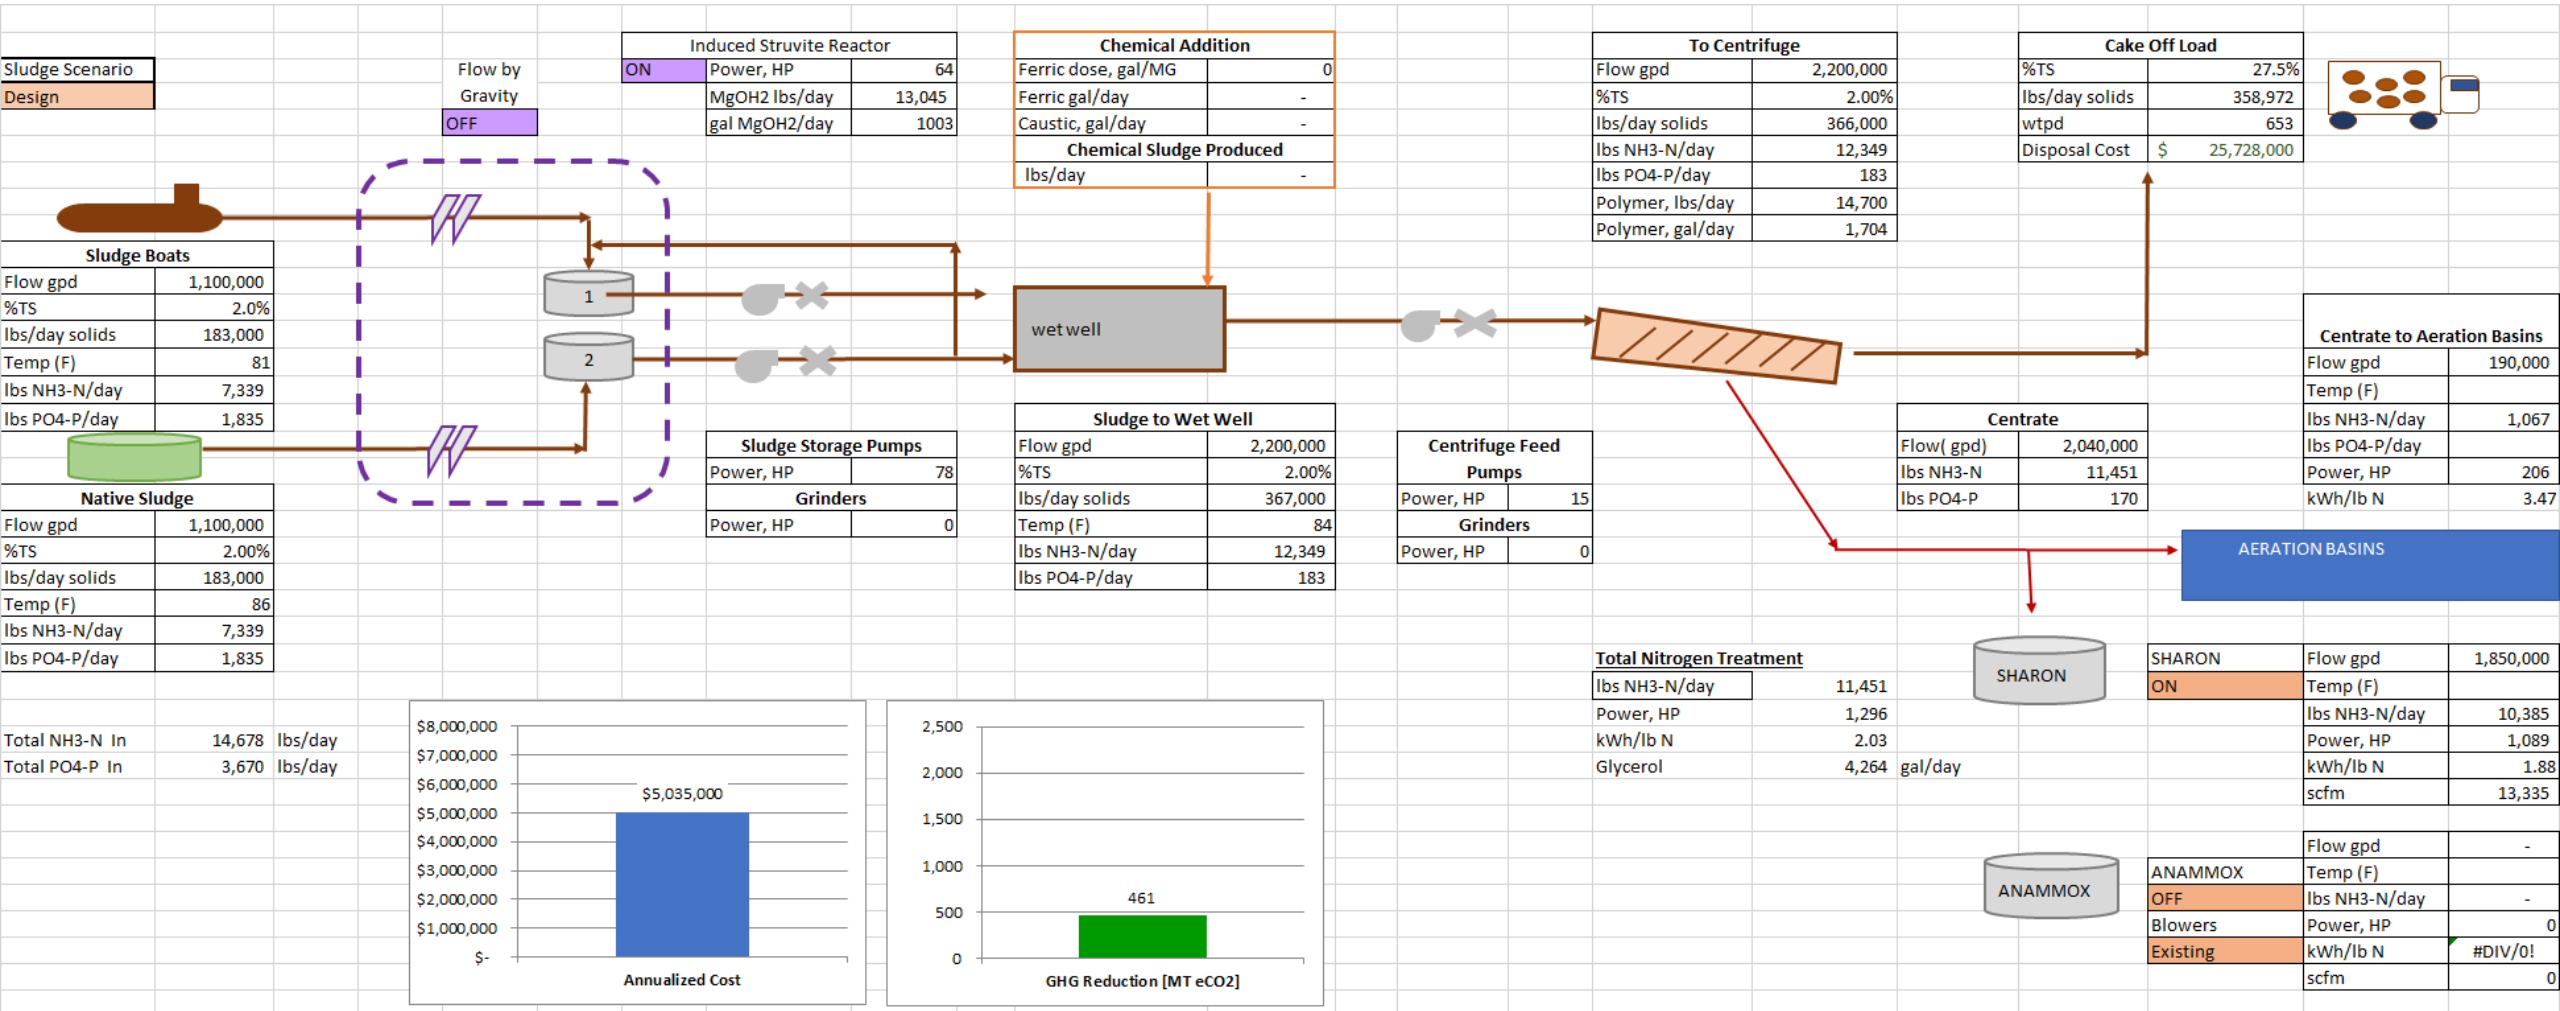 Sludge Scenario
Design
Flow by
Gravity
OFF
Induced Struvite Reactor
ON Power, HP 64
MgOH2 lbs/day 13,045
gal MgOH2/day 1003
Chemical Addition
Ferric dose, gal/MG 0
Ferric gal/day -
Caustic, gal/day -
Chemical Sludge Produced
lbs/day -
To Centrifuge
Flow gpd 2,200,000
%TS 2.00%
lbs/day solids 366,000
lbs NH3-N/day 12,349
lbs PO4-P/day 183
Polymer, lbs/day 14,700
Polymer, gal/day 1,704
Cake Off Load
%TS 27.5%
lbs/day solids 358,972
wtpd 653
Disposal Cost $ 25,728,000
Sludge Boats
Flow gpd 1,100,000
%TS 2.0%
lbs/day solids 183,000
Temp (F) 81
lbs NH3-N/day 7,339
lbs PO4-P/day 1,835
1
2
wet well
Native Sludge
Flow gpd 1,100,000
%TS 2.00%
lbs/day solids 183,000
Temp (F) 86
lbs NH3-N/day 7,339
lbs PO4-P/day 1,835
Sludge Storage Pumps
Power, HP 78
Grinders
Power, HP 0
Sludge to Wet Well
Flow gpd 2,200,000
%TS 2.00%
lbs/day solids 367,000
Temp (F) 84
lbs NH3-N/day 12,349
lbs PO4-P/day 183
Centrifuge Feed
Pumps
Power, HP 15
Grinders
Power, HP 0
Centrate
Flow( gpd) 2,040,000
lbs NH3-N 11,451
lbs PO4-P 170
Centrate to Aeration Basins
Flow gpd 190,000
Temp (F)
lbs NH3-N/day 1,067
lbs PO4-P/day
Power, HP 206
kWh/lb N 3.47
AERATION BASINS
Total NH3-N In 14,678 lbs/day
Total PO4-P In 3,670 lbs/day
$8,000,000
$7,000,000
$6,000,000
$5,000,000
$4,000,000
$3,000,000
$2,000,000
$1,000,000
$-
$5,035,000
Annualized Cost
2,500
2,000
1,500
1,000
500
0
461
GHG Reduction [MT eCO2]
Total Nitrogen Treatment
lbs NH3-N/day 11,451
Power, HP 1,296
kWh/lb N 2.03
Glycerol 4,264 gal/day
SHARON
SHARON Flow gpd 1,850,000
ON Temp (F)
lbs NH3-N/day 10,385
Power, HP 1,089
kWh/lb N 1.88
scfm 13,335
ANAMMOX
Flow gpd -
ANAMMOX Temp (F)
OFF lbs NH3-N/day -
Blowers Power, HP 0
Existing kWh/lb N #DIV/0!
scfm 0